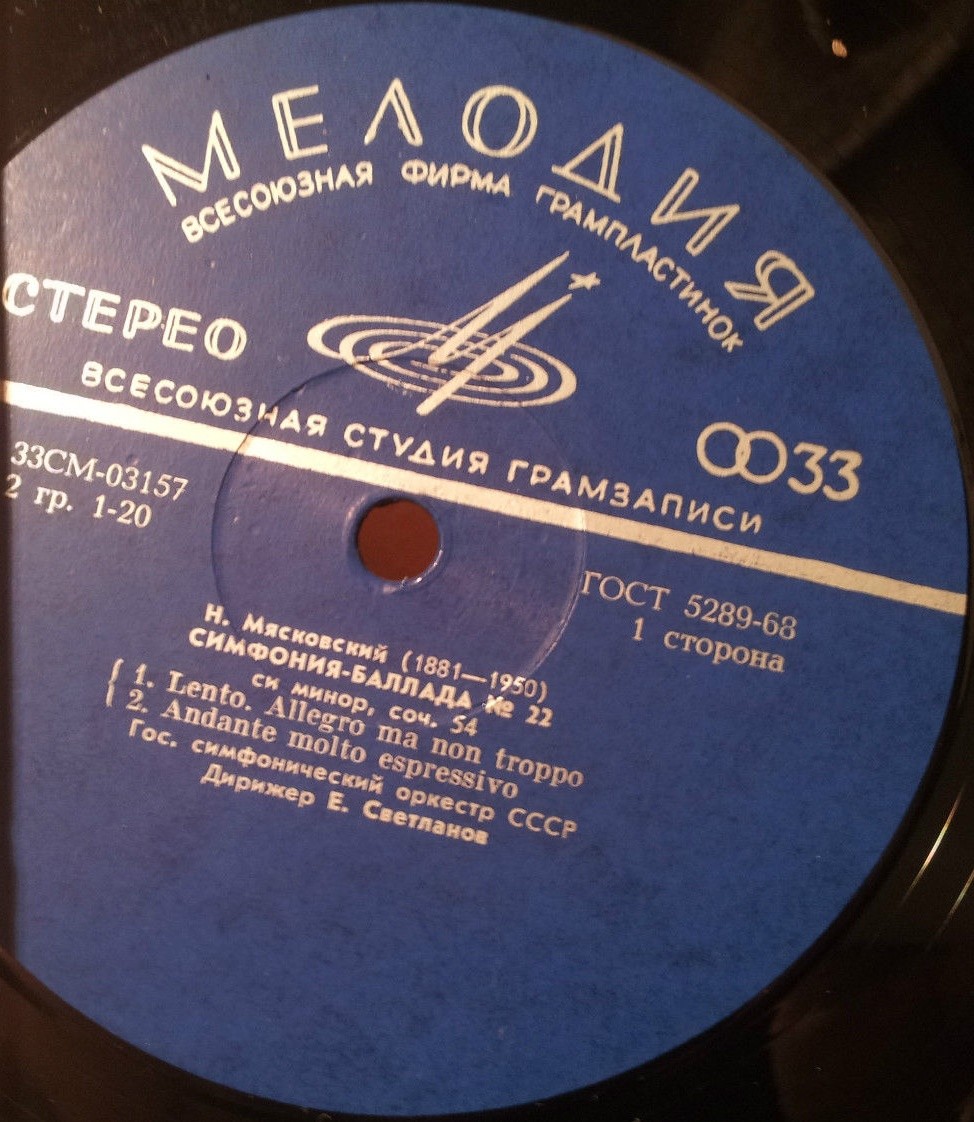 МЕЛОДИЯ
ВСЕСОЮЗНАЯ ФИРМА ГРАМПЛАСТИНОК
СТЕРЕО
33
ВСЕСОЮЗНАЯ СТУДИЯ ГРАМЗАПИСИ
33СМ-03157
2 гр. 1-20
ГОСТ 5289-68
1 сторона
Н. Мясковский (1881—1950)
СИМФОНИЯ-БАЛЛАДА № 22
си минор, соч. 54
1. Lento. Allegro ma non troppo
2. Andante molto espressivo
Гос. симфонический оркестр СССР
Дирижер Е. Светланов